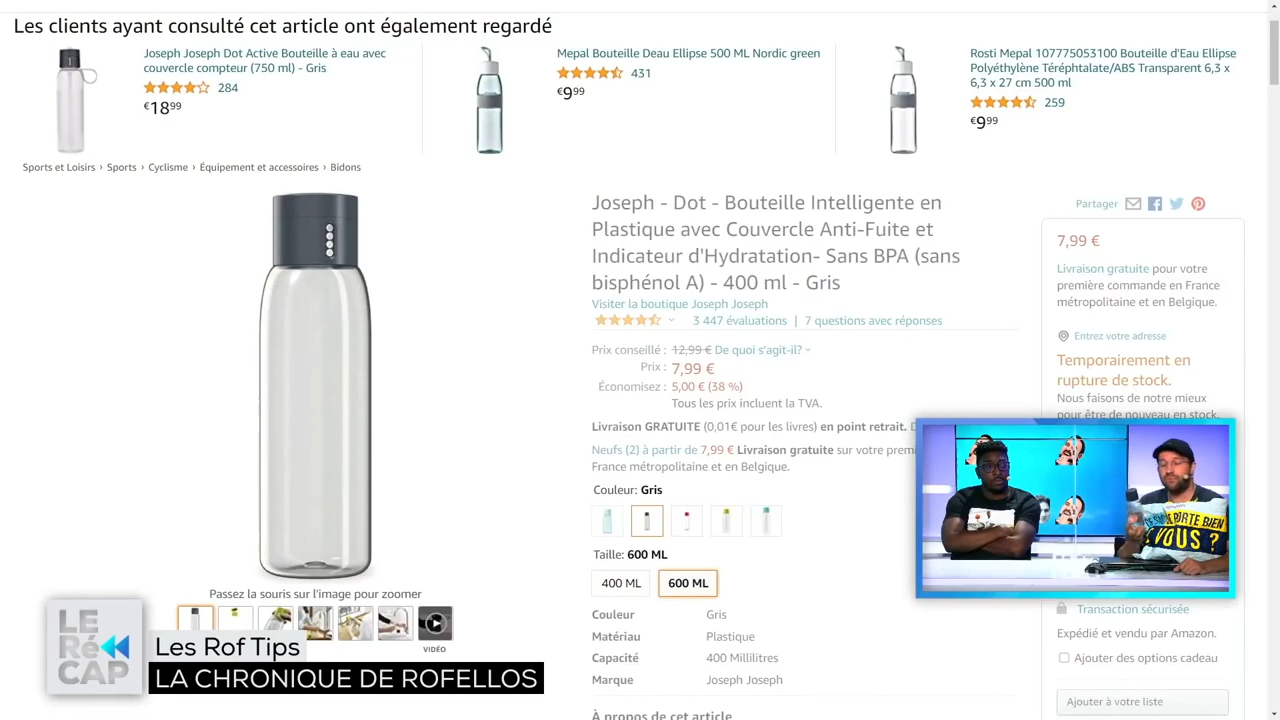 Les clients ayant consulté cet article ont également regardé
Joseph Joseph Dot Active Bouteille à eau avec
couvercle compteur (750 ml) - Gris
284
€18⁹⁹
Mepal Bouteille Deau Ellipse 500 ML Nordic green
431
€9⁹⁹
Rosti Mepal 107775053100 Bouteille d'Eau Ellipse
Polyéthylène Téréphtalate/ABS Transparent 6,3 x
6,3 x 27 cm 500 ml
259
€9⁹⁹
Sports et Loisirs › Sports › Cyclisme › Équipement et accessoires › Bidons
Joseph - Dot - Bouteille Intelligente en
Plastique avec Couvercle Anti-Fuite et
Indicateur d'Hydratation- Sans BPA (sans
bisphénol A) - 400 ml - Gris
Visiter la boutique Joseph Joseph
3 447 évaluations | 7 questions avec réponses
Prix conseillé : 12,99 € De quoi s'agit-il?
Prix : 7,99 €
Économisez : 5,00 € (38 %)
Tous les prix incluent la TVA.
Livraison GRATUITE (0,01€ pour les livres) en point retrait.
Neufs (2) à partir de 7,99 € Livraison gratuite sur votre
France métropolitaine et en Belgique.
Couleur: Gris
Taille: 600 ML
400 ML
600 ML
Couleur Gris
Matériau Plastique
Capacité 400 Millilitres
Marque Joseph Joseph
À propos de cet article
Partager
7,99 €
Livraison gratuite pour votre
première commande en France
métropolitaine et en Belgique.
Entrez votre adresse
Temporairement en
rupture de stock.
Nous faisons de notre mieux
pour être de nouveau en stock.
BIEN
VOUS ?
Transaction sécurisée
Expédié et vendu par Amazon.
Ajouter des options cadeau
Ajouter à votre liste
Passez la souris sur l'image pour zoomer
VIDÉO
LE
Ré
CAP
Les Rof Tips
LA CHRONIQUE DE ROFELLOS